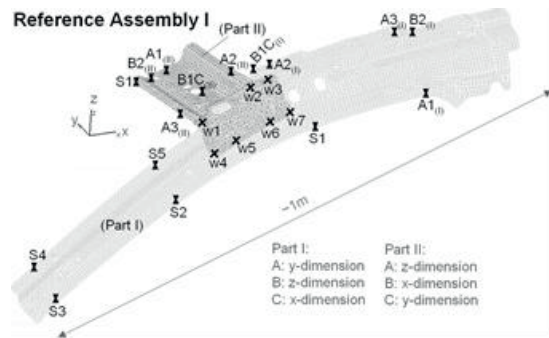 Reference Assembly I
(Part II)
A3(I) B2(I)
B1C(I)
A2(I)
A2(II)
A1(II)
B2(II)
S1
B1C(II)
w2
w3
A1(I)
z
y
x
A3(II)
w1
w6
w7
S1
w5
w4
S5
S2
(Part I)
~1m
S4
S3
Part I:
A: y-dimension
B: z-dimension
C: x-dimension
Part II:
A: z-dimension
B: x-dimension
C: y-dimension